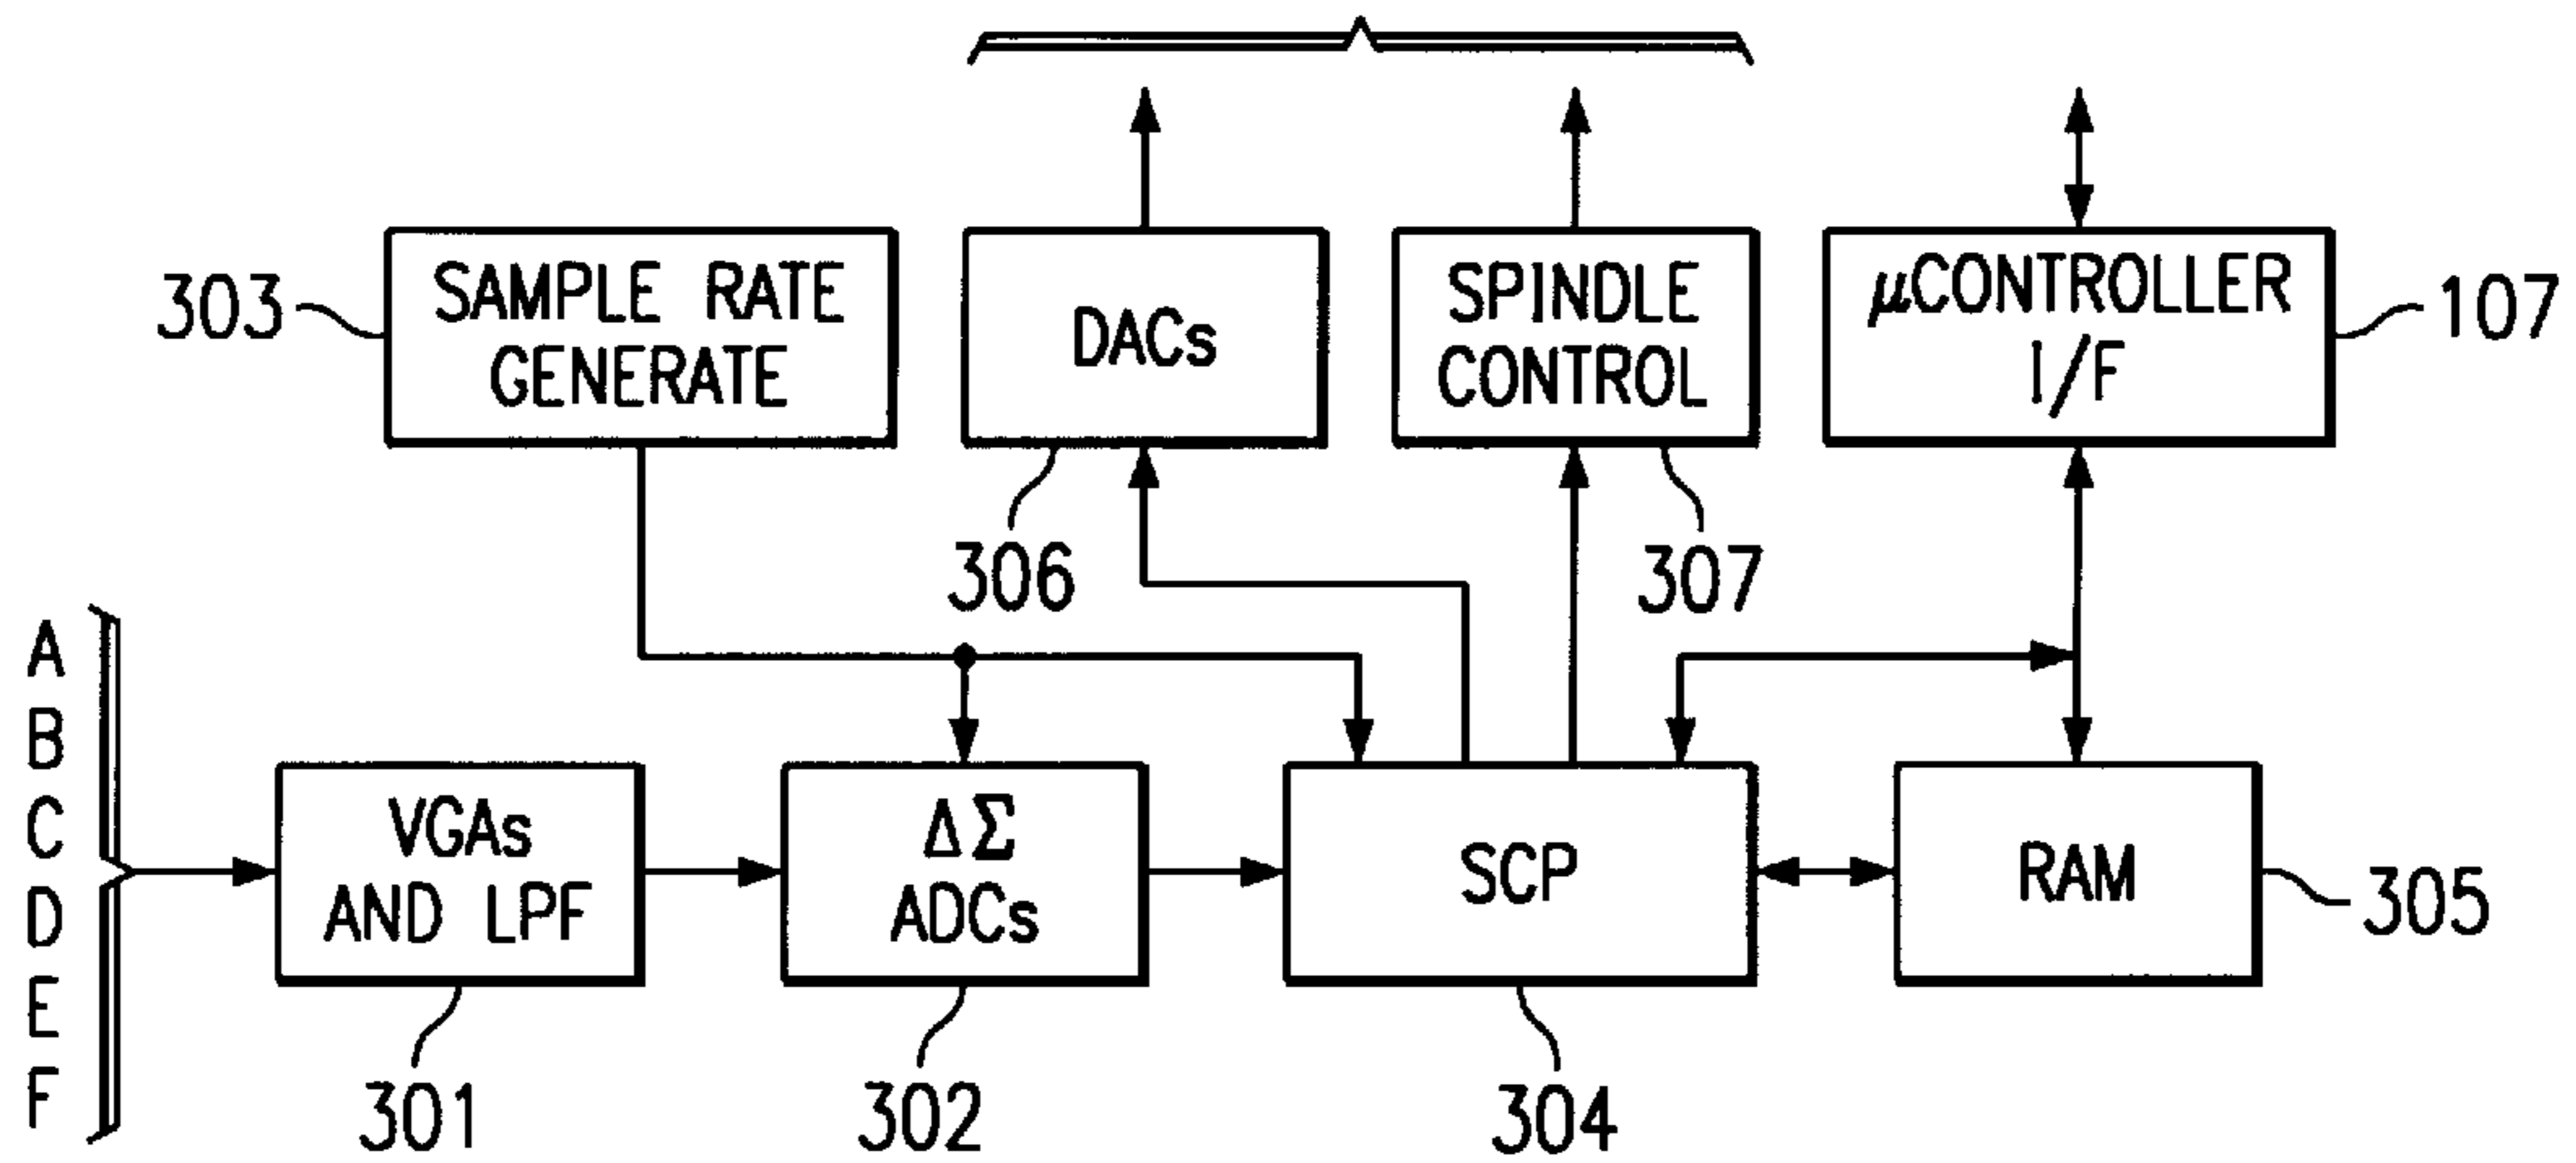 303
SAMPLE RATE
GENERATE
DACs
306
SPINDLE
CONTROL
307
μCONTROLLER
I/F
107
A
B
C
D
E
F
VGAs
AND LPF
301
ΔΣ
ADCs
302
SCP
304
RAM
305